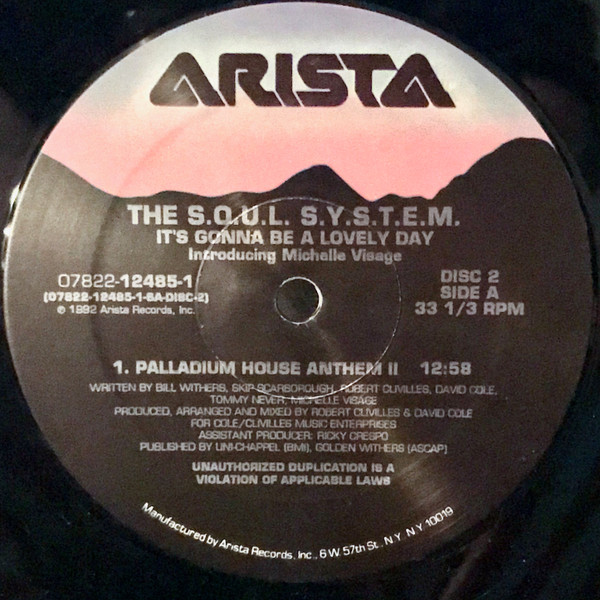 ARISTA
THE S.O.U.L. S.Y.S.T.E.M.
IT'S GONNA BE A LOVELY DAY
Introducing Michelle Visage
07822-12485-1
(07822-12485-1-SA-DISC-2)
℗ 1992 Arista Records, Inc.
DISC 2
SIDE A
33 1/3 RPM
1. PALLADIUM HOUSE ANTHEM II 12:58
WRITTEN BY BILL WITHERS, SKIP SCARBOROUGH, ROBERT CLIVILLES, DAVID COLE,
TOMMY NEVER, MICHELLE VISAGE
PRODUCED, ARRANGED AND MIXED BY ROBERT CLIVILLES & DAVID COLE
FOR COLE/CLIVILLES MUSIC ENTERPRISES
ASSISTANT PRODUCER: RICKY CRESPO
PUBLISHED BY UNI-CHAPPEL (BMI), GOLDEN WITHERS (ASCAP)
UNAUTHORIZED DUPLICATION IS A
VIOLATION OF APPLICABLE LAWS
Manufactured by Arista Records, Inc., 6 W. 57th St., N.Y. N.Y. 10019